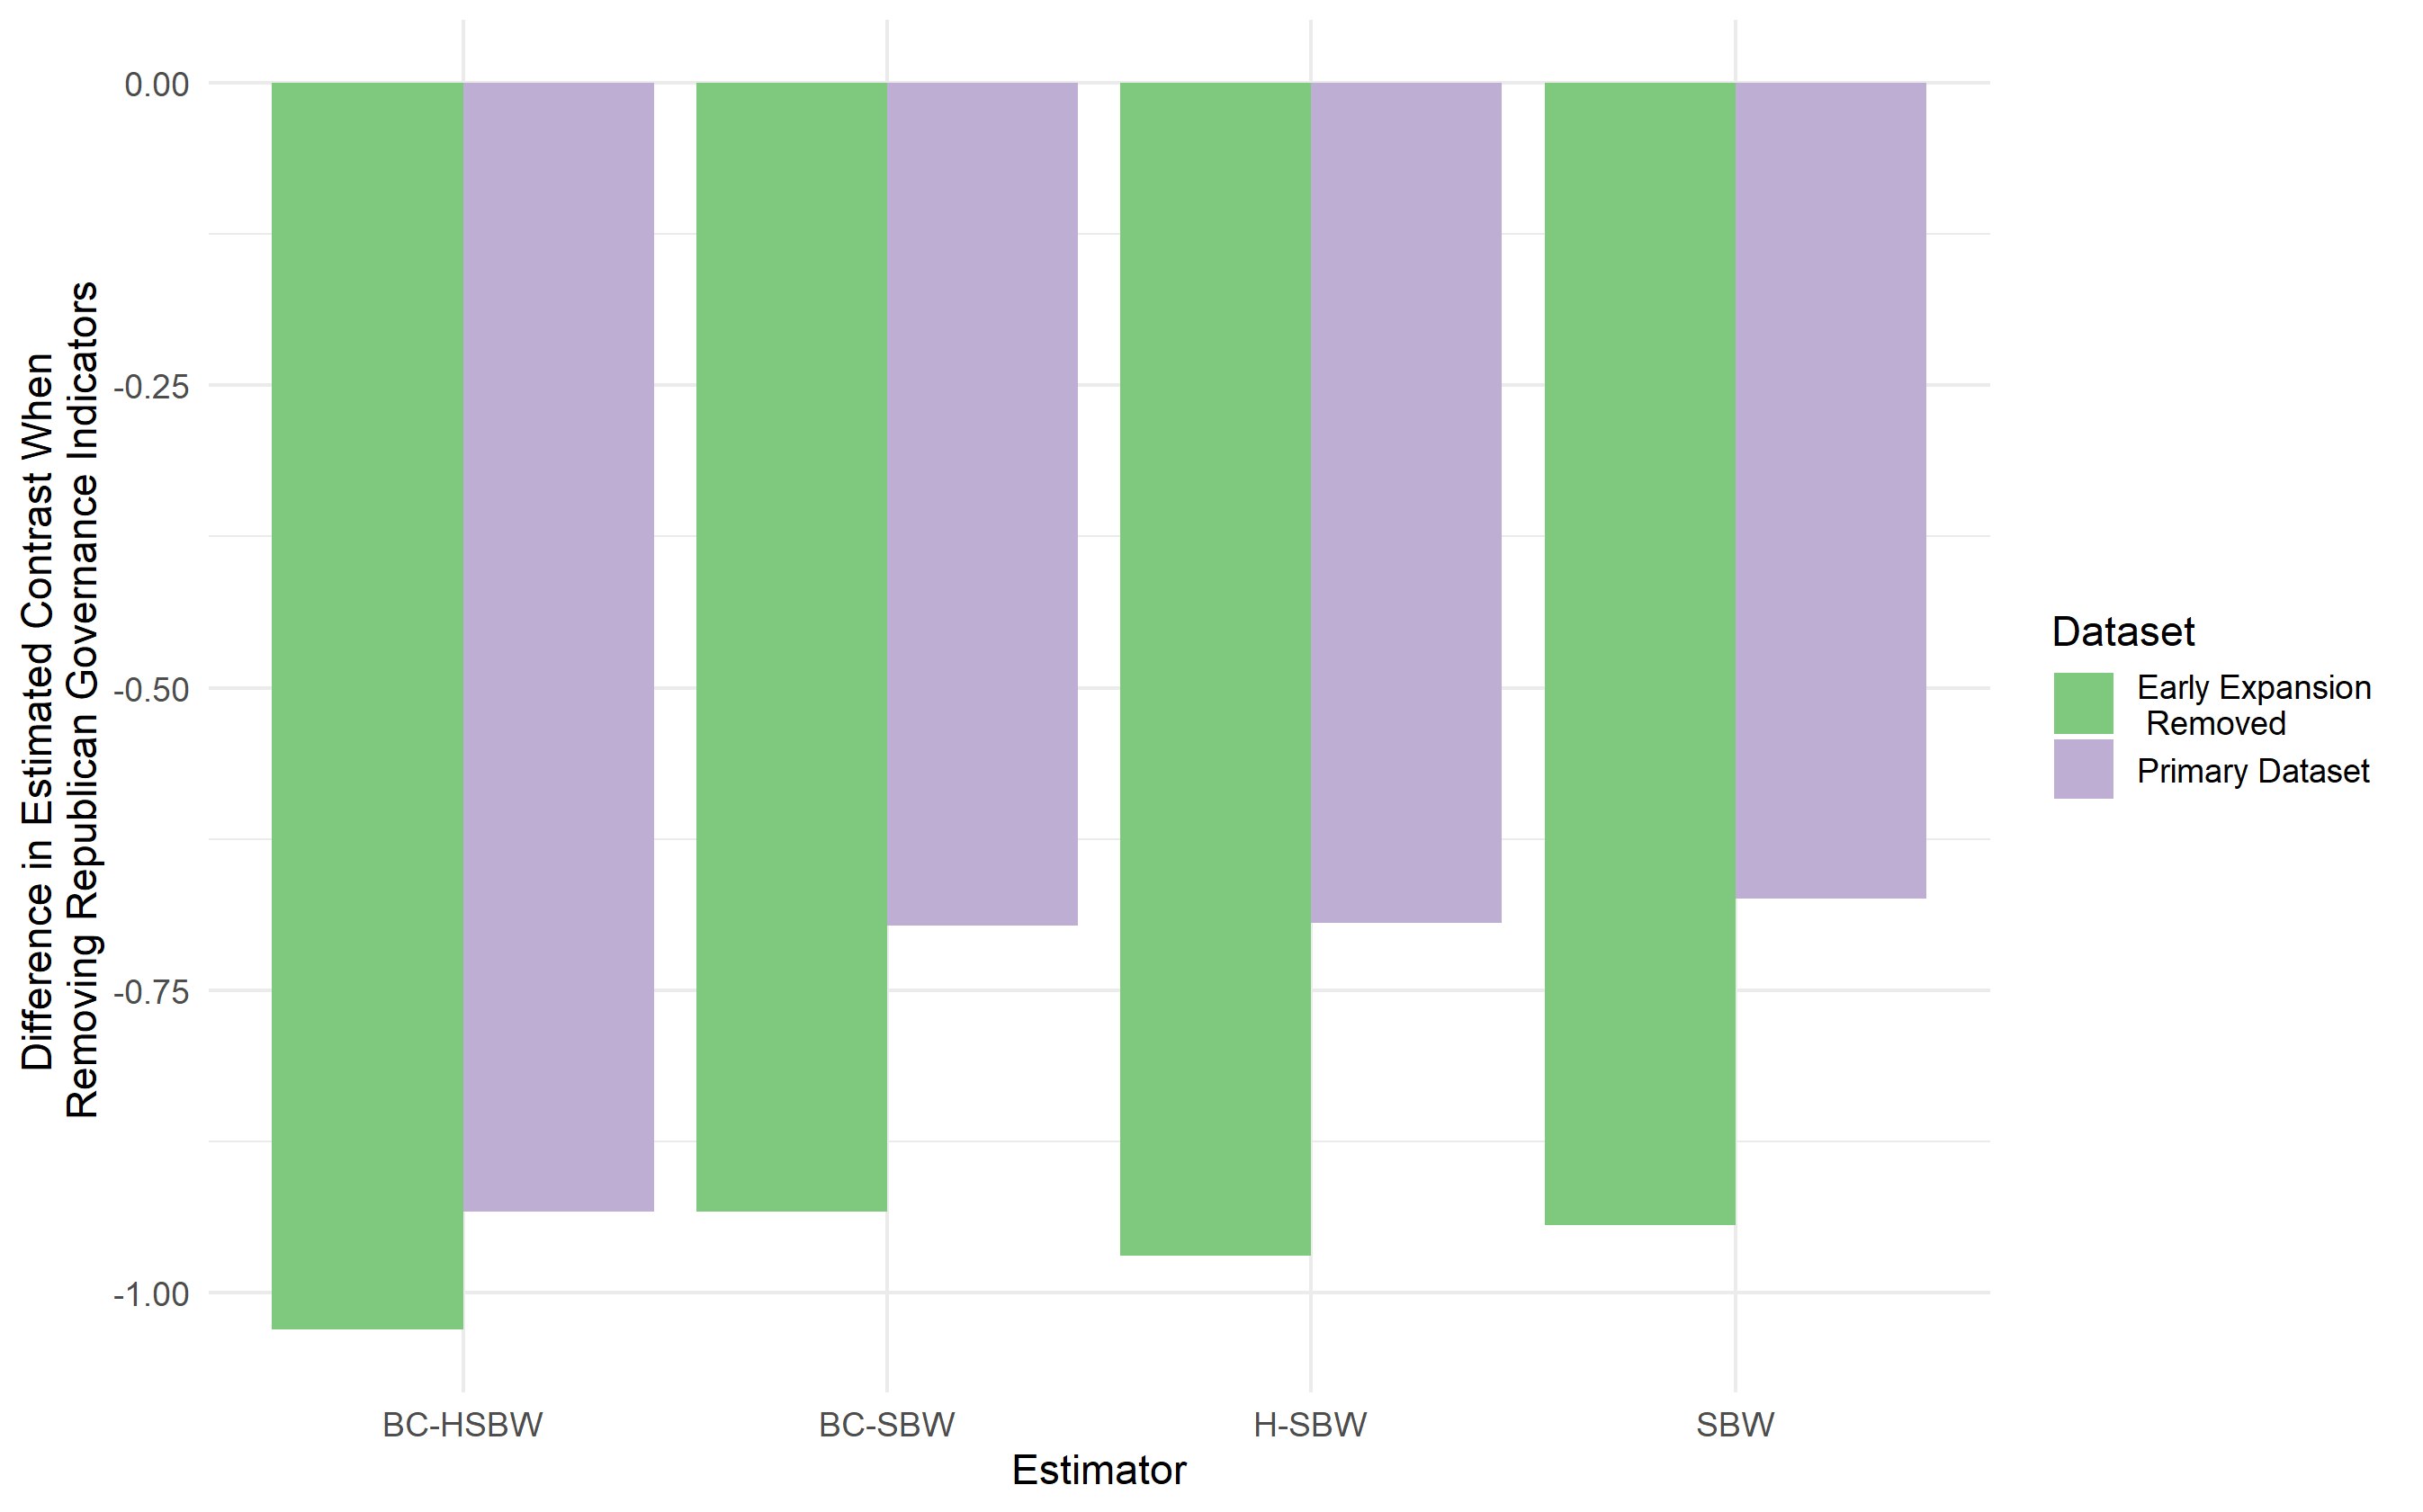 Difference in Estimated Contrast When
Removing Republican Governance Indicators
0.00
-0.25
-0.50
-0.75
-1.00
BC-HSBW
BC-SBW
H-SBW
SBW
Estimator
Dataset
Early Expansion
Removed
Primary Dataset